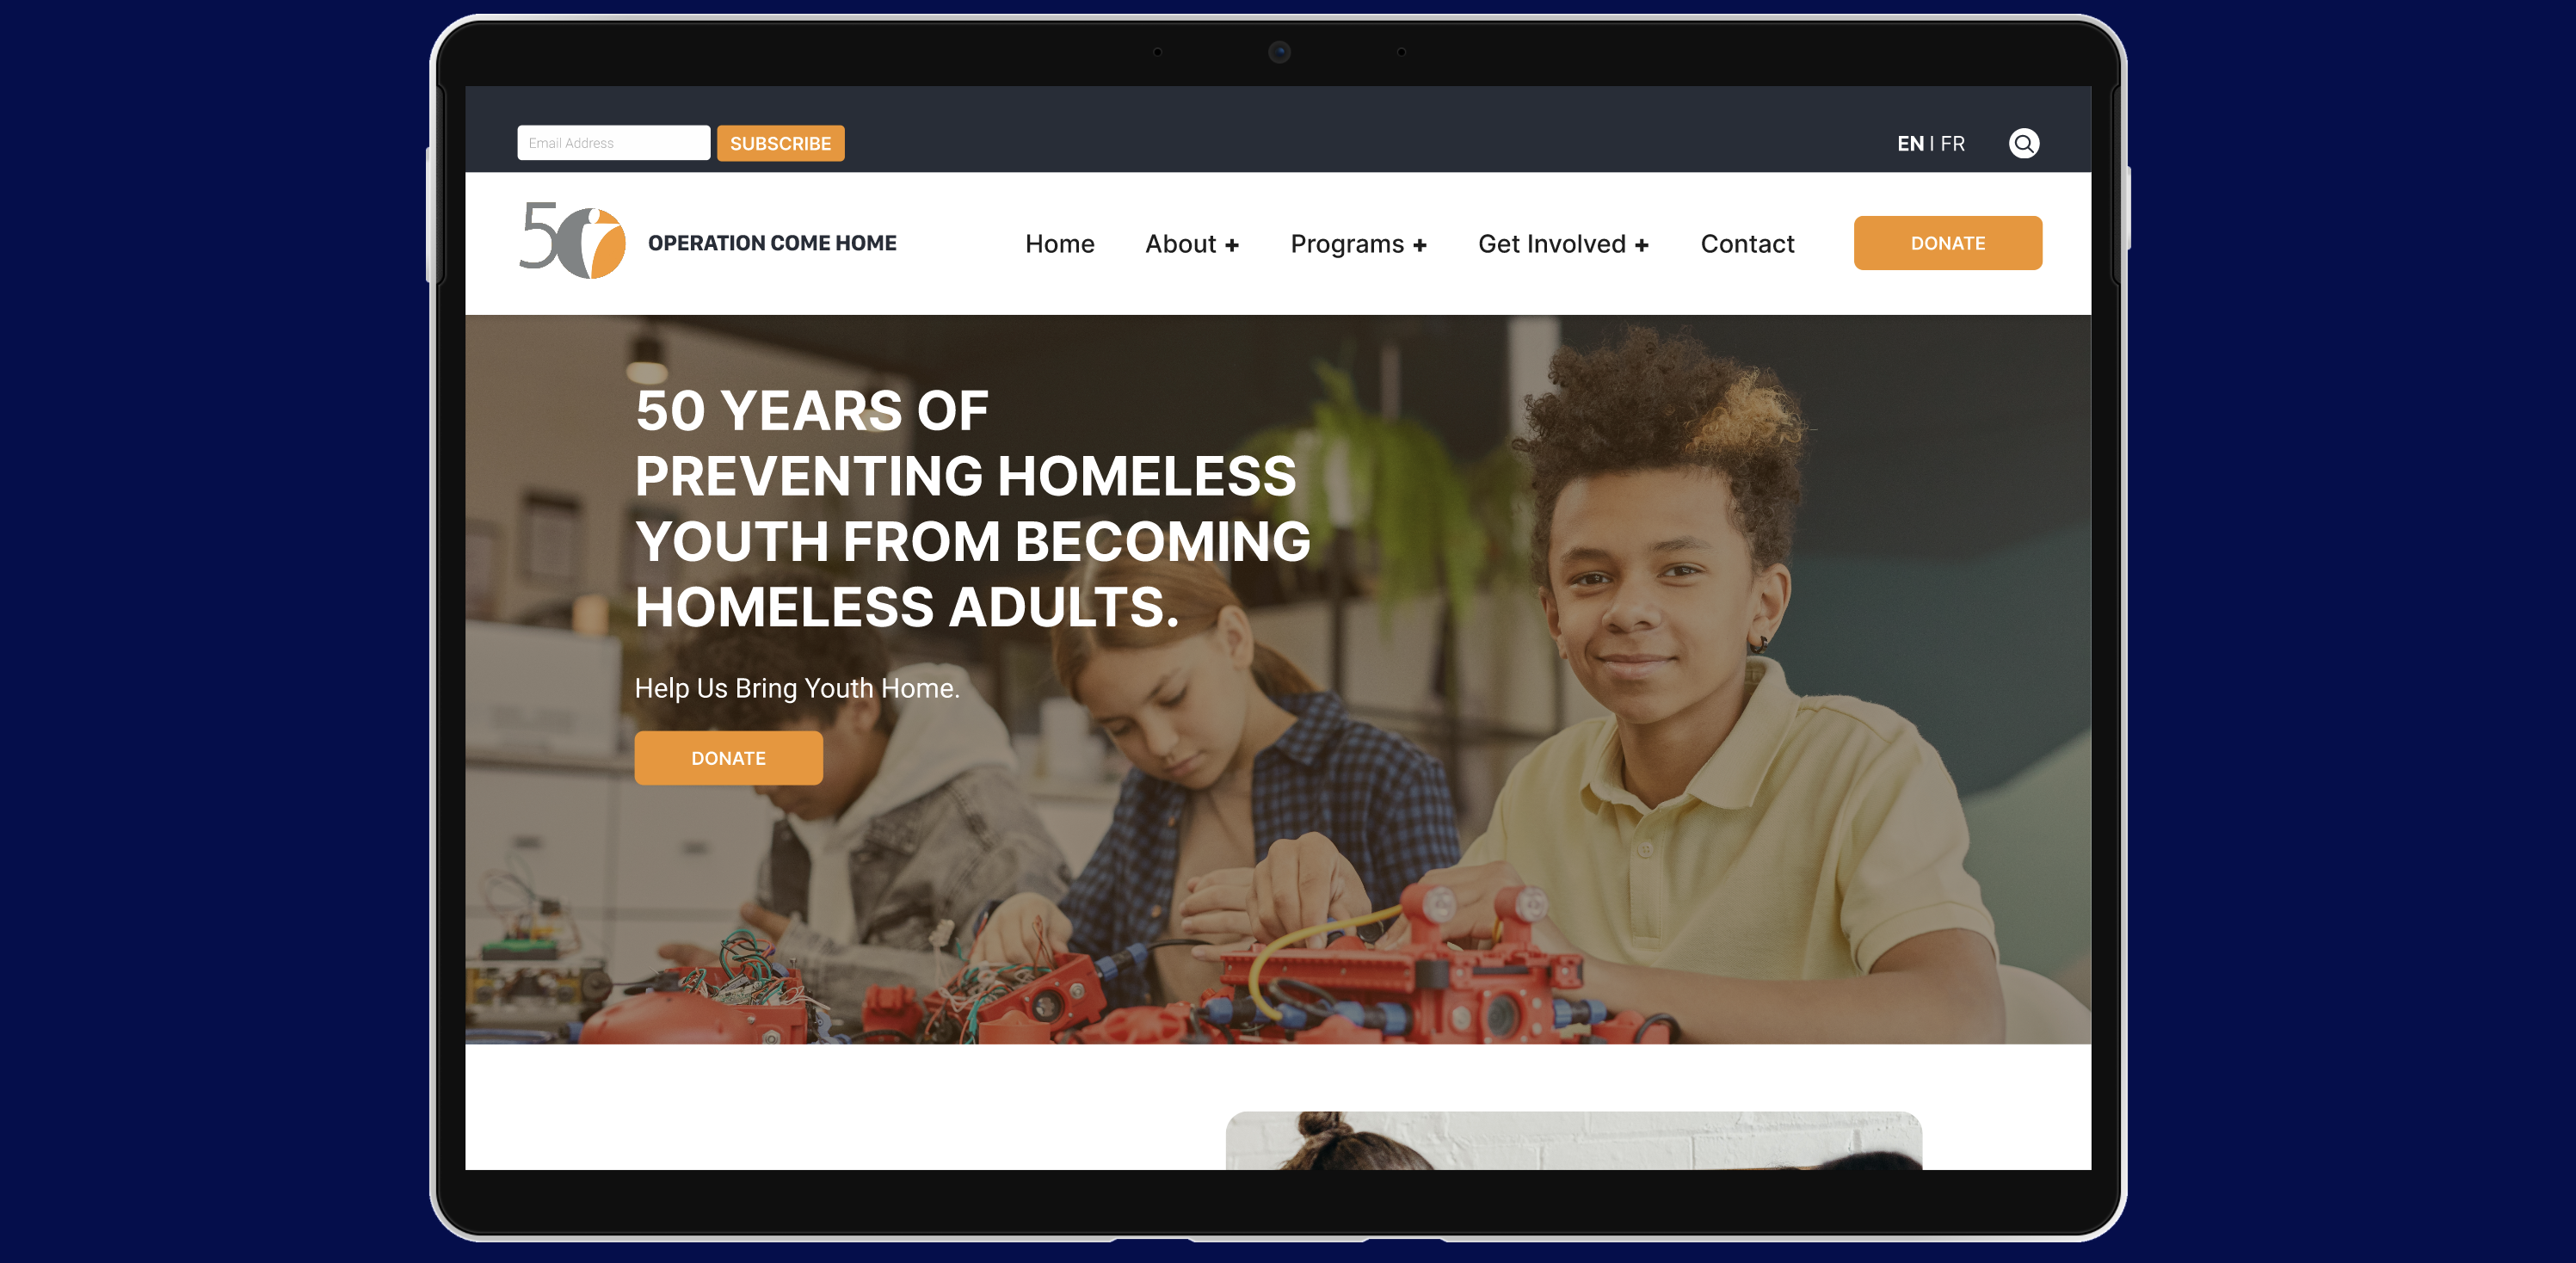 Email Address
SUBSCRIBE
EN | FR
50
OPERATION COME HOME
Home
About +
Programs +
Get Involved +
Contact
DONATE
50 YEARS OF
PREVENTING HOMELESS
YOUTH FROM BECOMING
HOMELESS ADULTS.
Help Us Bring Youth Home.
DONATE